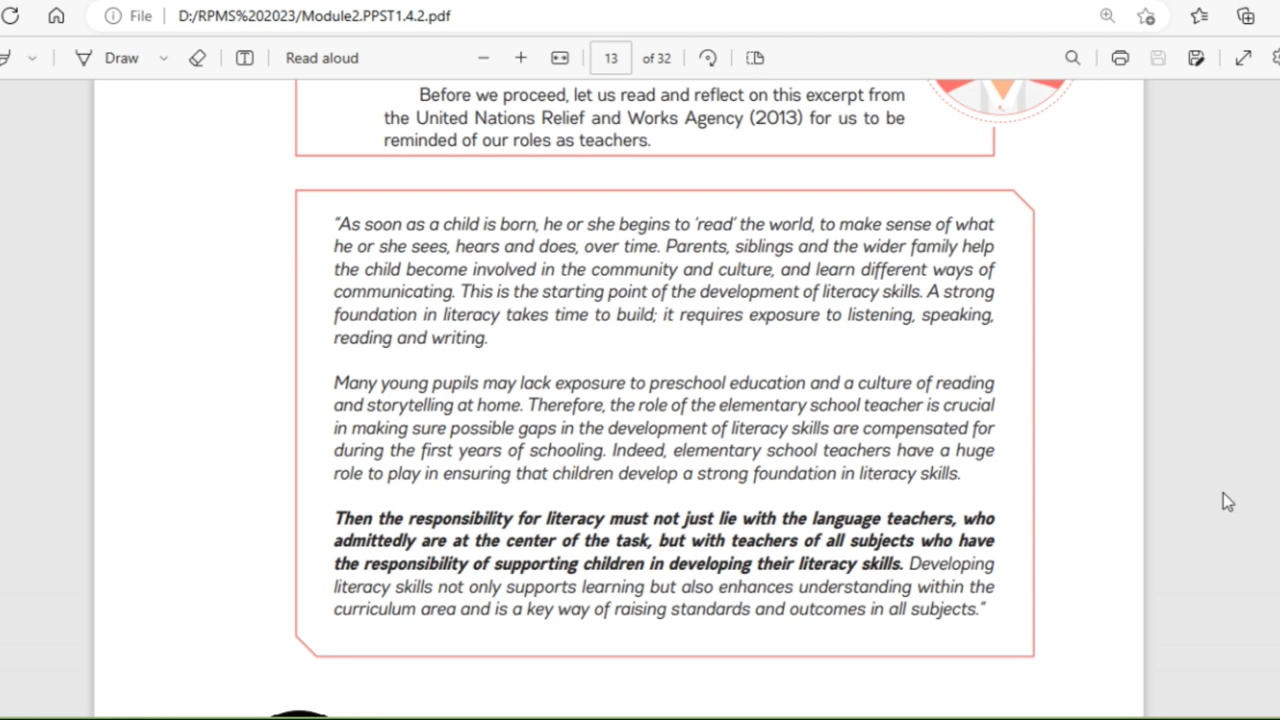 File
D:/RPMS%202023/Module2.PPST1.4.2.pdf
Draw
Read aloud
13
of 32
Before we proceed, let us read and reflect on this excerpt from
the United Nations Relief and Works Agency (2013) for us to be
reminded of our roles as teachers.
“As soon as a child is born, he or she begins to ‘read’ the world, to make sense of what
he or she sees, hears and does, over time. Parents, siblings and the wider family help
the child become involved in the community and culture, and learn different ways of
communicating. This is the starting point of the development of literacy skills. A strong
foundation in literacy takes time to build; it requires exposure to listening, speaking,
reading and writing.
Many young pupils may lack exposure to preschool education and a culture of reading
and storytelling at home. Therefore, the role of the elementary school teacher is crucial
in making sure possible gaps in the development of literacy skills are compensated for
during the first years of schooling. Indeed, elementary school teachers have a huge
role to play in ensuring that children develop a strong foundation in literacy skills.
Then the responsibility for literacy must not just lie with the language teachers, who
admittedly are at the center of the task, but with teachers of all subjects who have
the responsibility of supporting children in developing their literacy skills. Developing
literacy skills not only supports learning but also enhances understanding within the
curriculum area and is a key way of raising standards and outcomes in all subjects.”